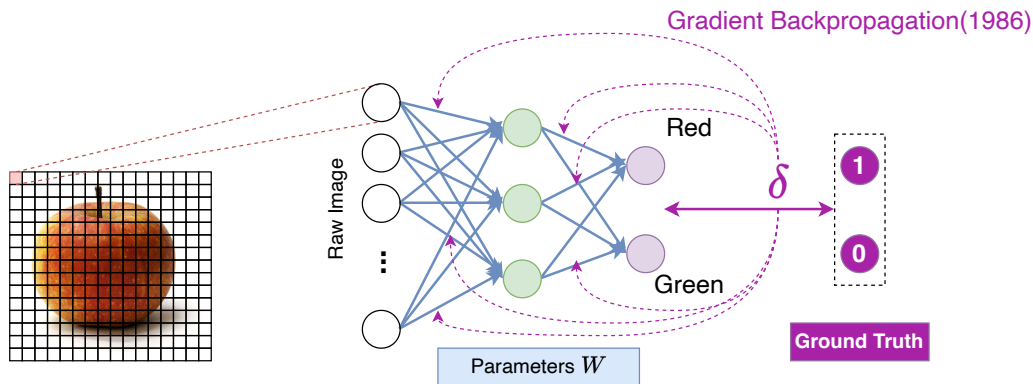 Gradient Backpropagation(1986)
Red
1
δ
Raw Image
...
0
Green
Parameters W
Ground Truth